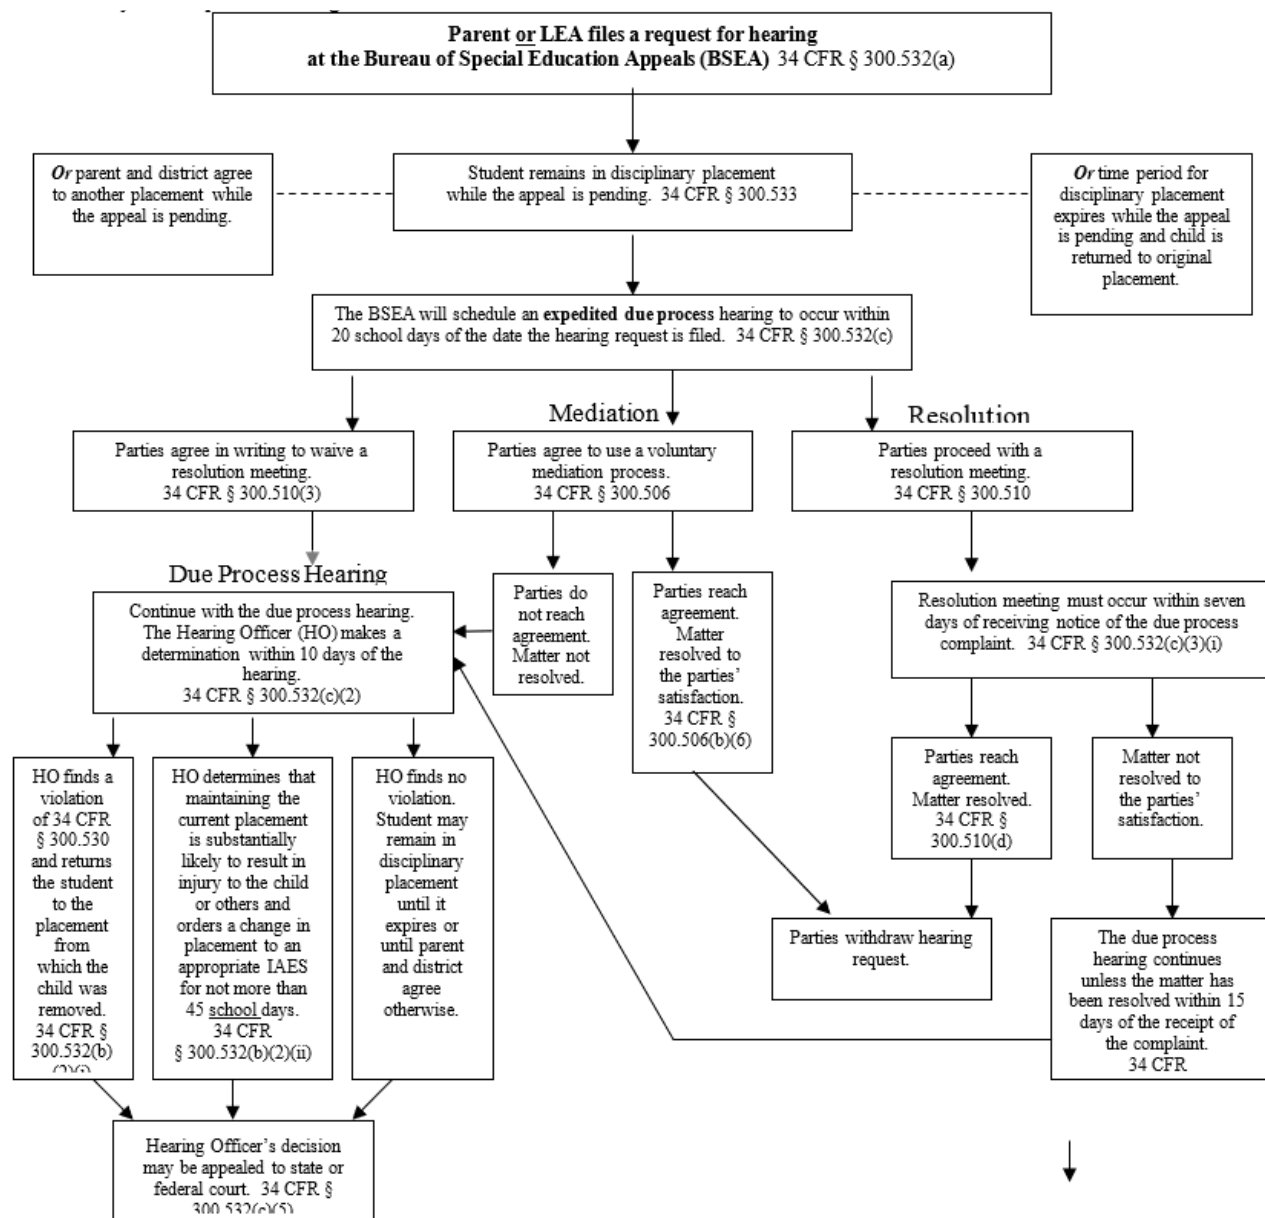 Parent or LEA files a request for hearing
at the Bureau of Special Education Appeals (BSEA) 34 CFR § 300.532(a)
Or parent and district agree
to another placement while
the appeal is pending.
Student remains in disciplinary placement
while the appeal is pending. 34 CFR § 300.533
Or time period for
disciplinary placement
expires while the appeal
is pending and child is
returned to original
placement.
The BSEA will schedule an expedited due process hearing to occur within
20 school days of the date the hearing request is filed. 34 CFR § 300.532(c)
Mediation
Resolution
Parties agree in writing to waive a
resolution meeting.
34 CFR § 300.510(3)
Parties agree to use a voluntary
mediation process.
34 CFR § 300.506
Parties proceed with a
resolution meeting.
34 CFR § 300.510
Due Process Hearing
Continue with the due process hearing.
The Hearing Officer (HO) makes a
determination within 10 days of the
hearing.
34 CFR § 300.532(c)(2)
Parties do
not reach
agreement.
Matter not
resolved.
Parties reach
agreement.
Matter
resolved to
the parties’
satisfaction.
34 CFR §
300.506(b)(6)
Resolution meeting must occur within seven
days of receiving notice of the due process
complaint. 34 CFR § 300.532(c)(3)(i)
Parties reach
agreement.
Matter resolved.
34 CFR §
300.510(d)
Matter not
resolved to
the parties’
satisfaction.
HO finds a
violation
of 34 CFR
§ 300.530
and returns
the student
to the
placement
from
which the
child was
removed.
34 CFR §
300.532(b)
(2)(i)
HO determines that
maintaining the
current placement
is substantially
likely to result in
injury to the child
or others and
orders a change in
placement to an
appropriate IAES
for not more than
45 school days.
34 CFR
§ 300.532(b)(2)(ii)
HO finds no
violation.
Student may
remain in
disciplinary
placement
until it
expires or
until parent
and district
agree
otherwise.
Parties withdraw hearing
request.
The due process
hearing continues
unless the matter has
been resolved within 15
days of the receipt of
the complaint.
34 CFR
Hearing Officer’s decision
may be appealed to state or
federal court. 34 CFR §
300.532(c)(5)